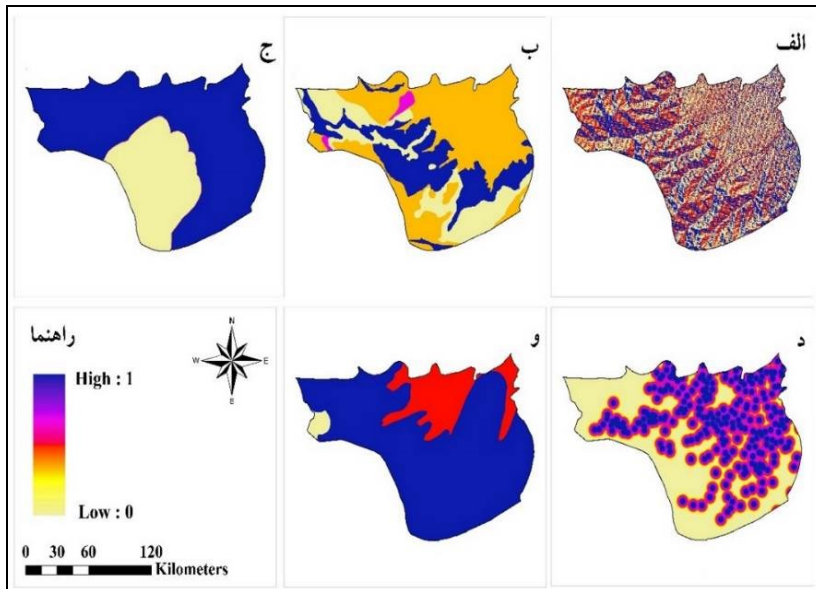 الف
ب
ج
د
و
راهنما
N
W E
S
High : 1
Low : 0
0 30 60 120
Kilometers